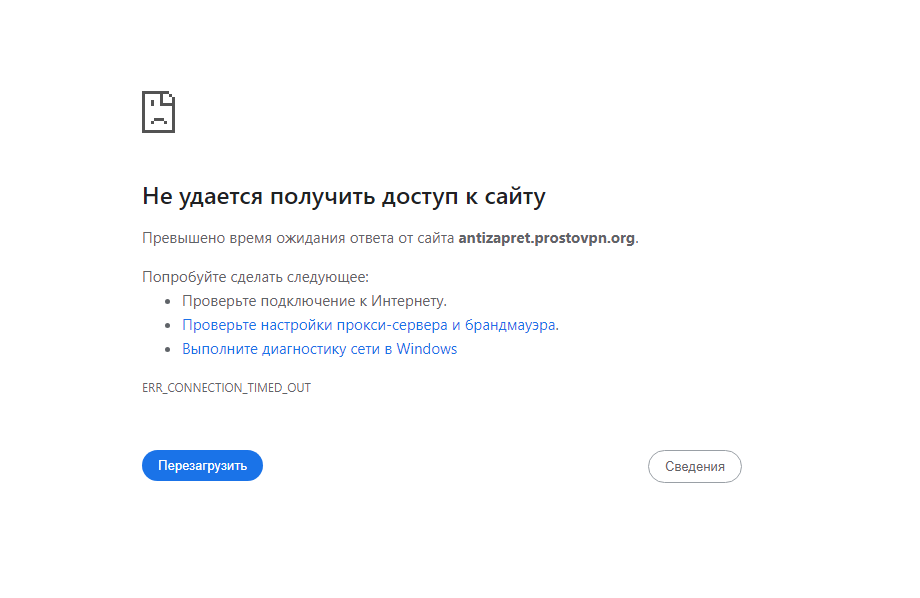 Не удается получить доступ к сайту
Превышено время ожидания ответа от сайта antizapret.prostovpn.org.
Попробуйте сделать следующее:
Проверьте подключение к Интернету.
Проверьте настройки прокси-сервера и брандмауэра.
Выполните диагностику сети в Windows
ERR_CONNECTION_TIMED_OUT
Перезагрузить
Сведения